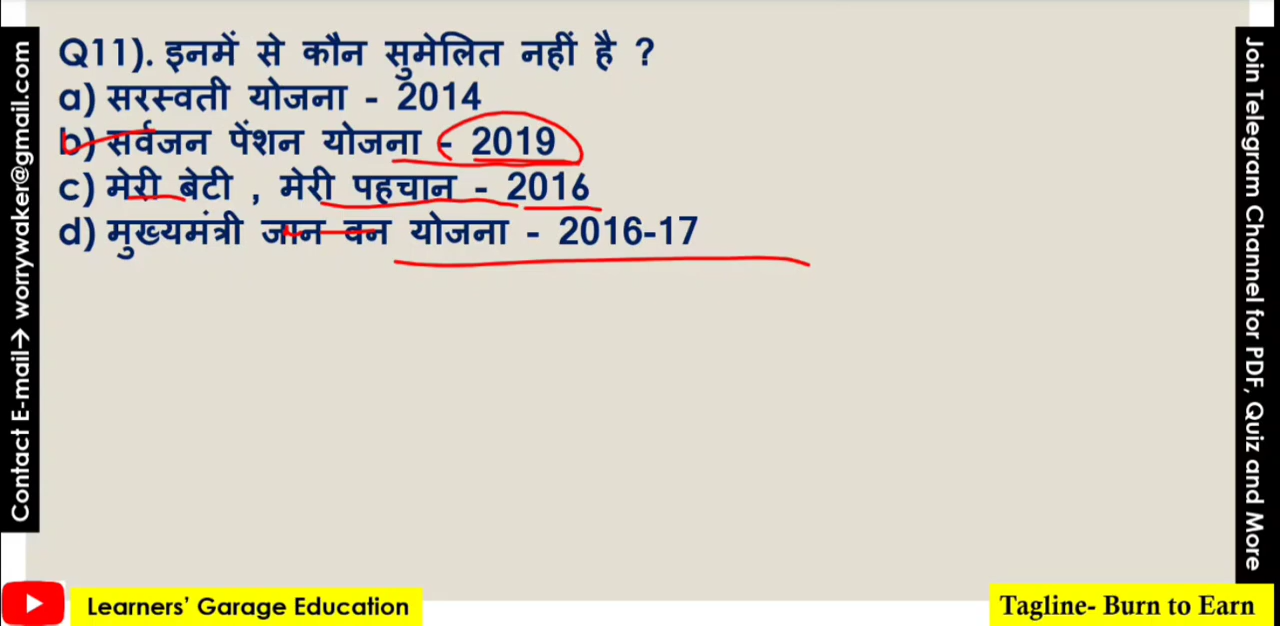 Q11). इनमें से कौन सुमेलित नहीं है ?
a) सरस्वती योजना - 2014
b) सर्वजन पेंशन योजना - 2019
c) मेरी बेटी , मेरी पहचान - 2016
d) मुख्यमंत्री जान वन योजना - 2016-17
Contact E-mail→ worrywaker@gmail.com
Join Telegram Channel for PDF, Quiz and More
Learners’ Garage Education
Tagline- Burn to Earn